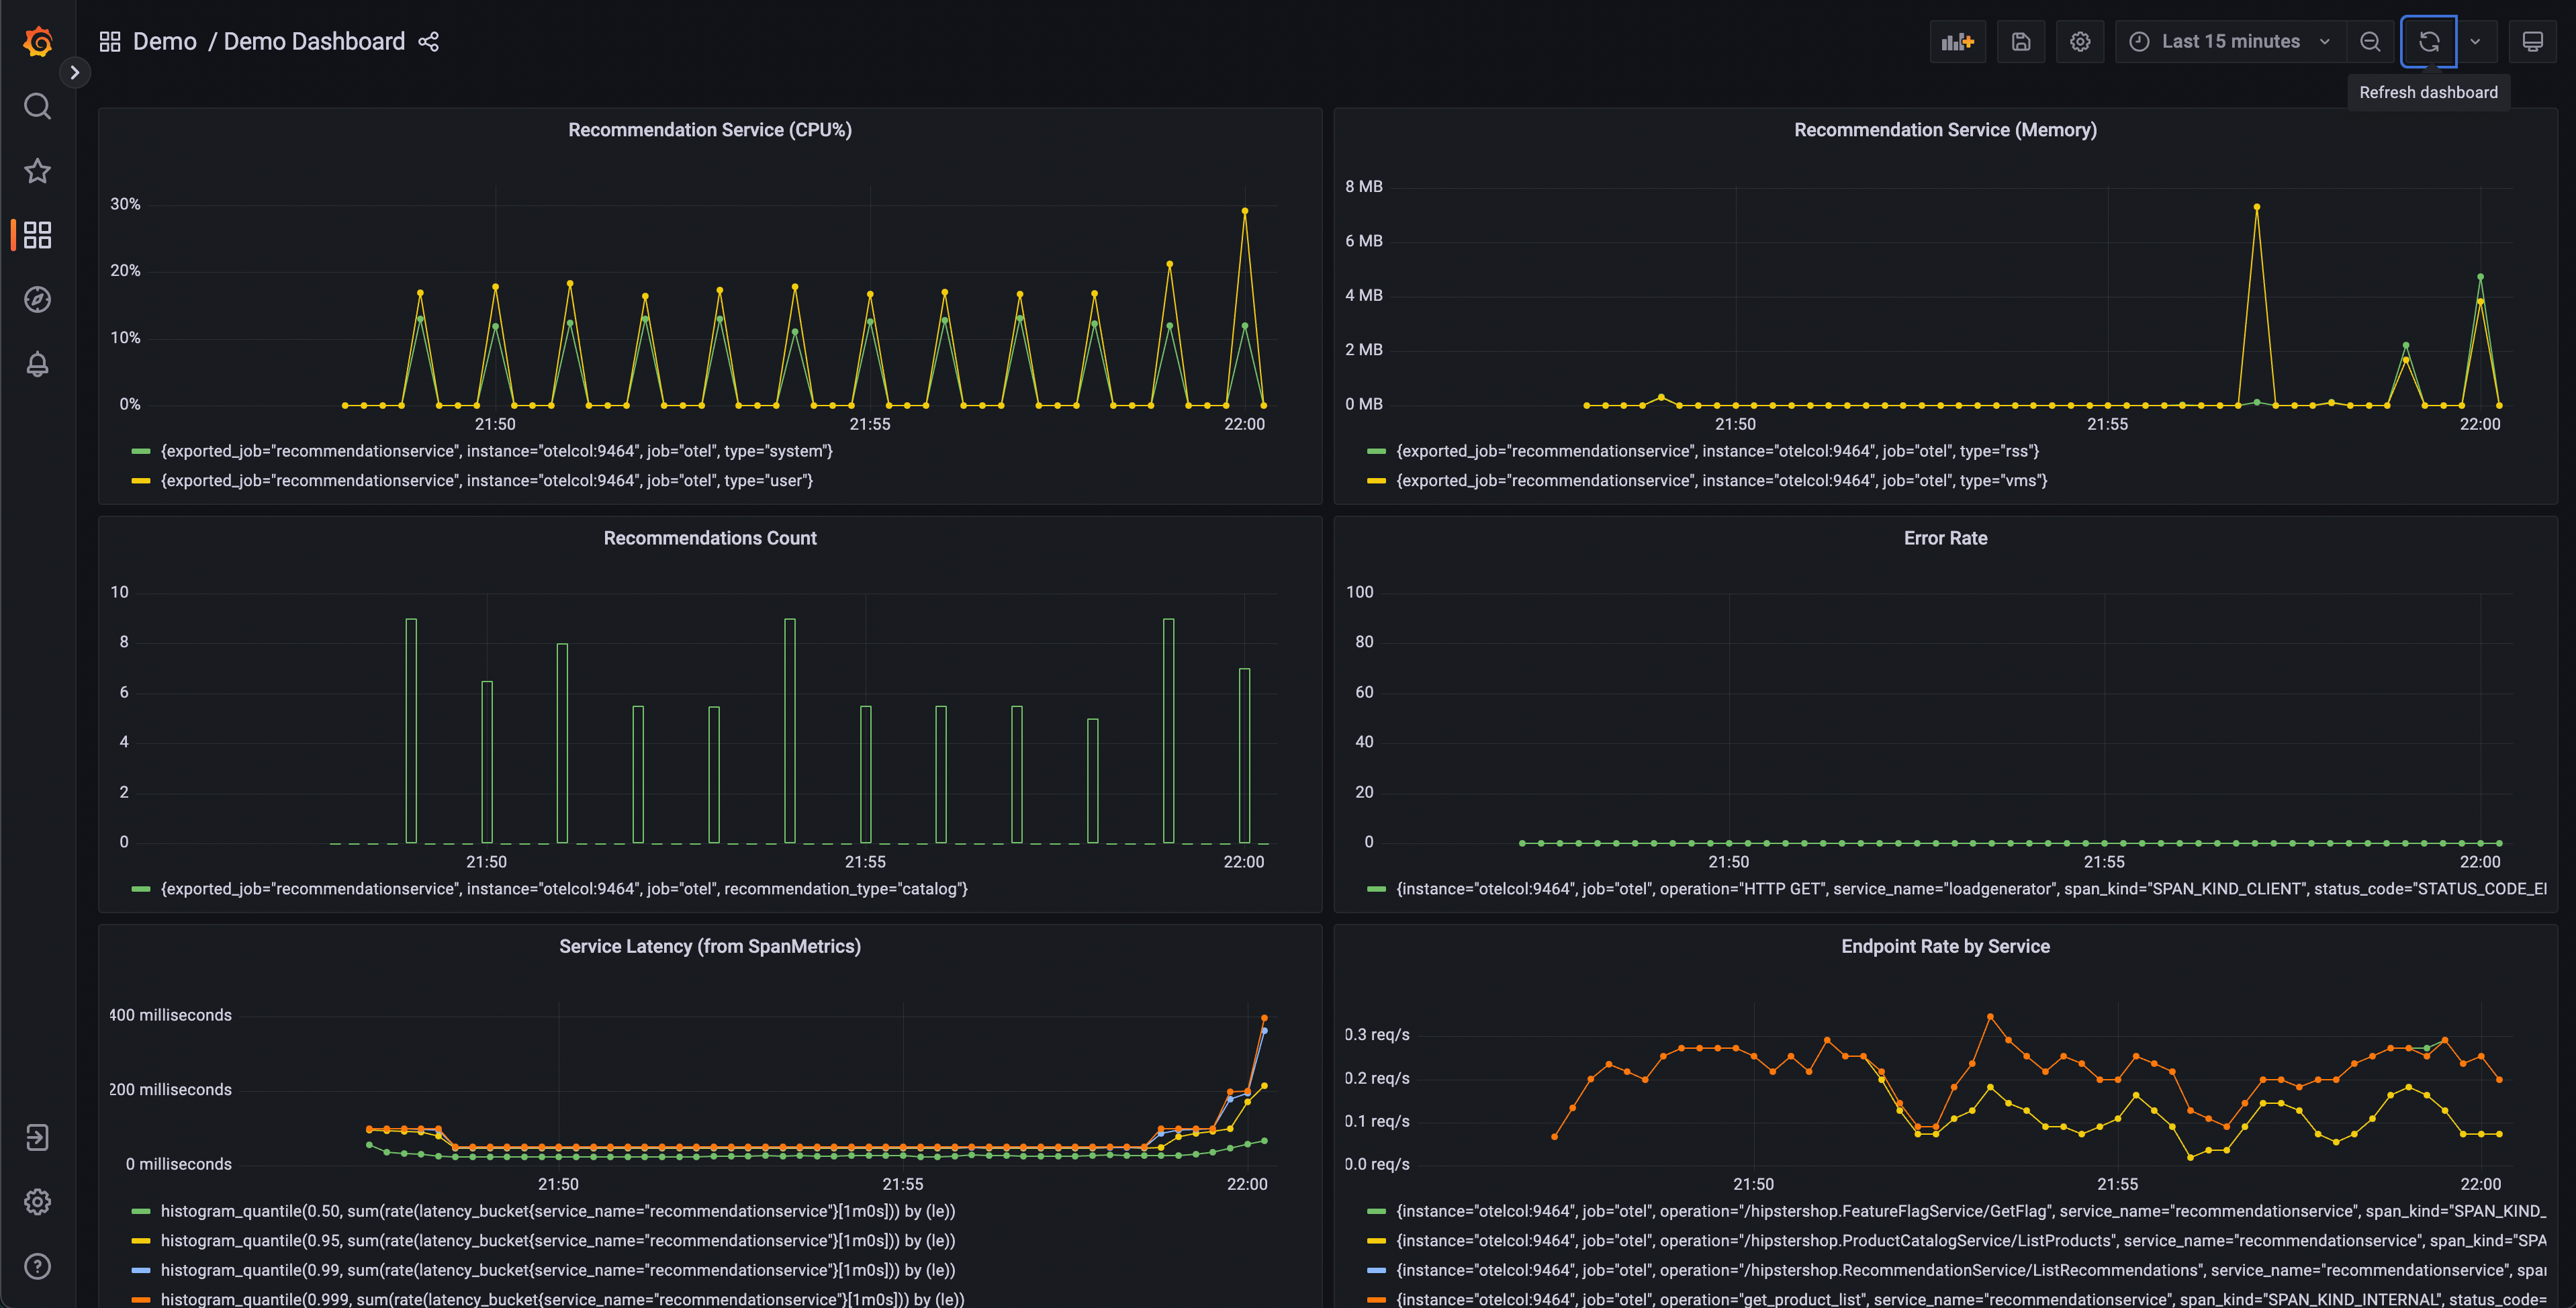 Demo / Demo Dashboard
Last 15 minutes
Refresh dashboard
Recommendation Service (CPU%)
30%
20%
10%
0%
21:50 21:55 22:00
{exported_job="recommendationservice", instance="otelcol:9464", job="otel", type="system"}
{exported_job="recommendationservice", instance="otelcol:9464", job="otel", type="user"}
Recommendation Service (Memory)
8 MB
6 MB
4 MB
2 MB
0 MB
21:50 21:55 22:00
{exported_job="recommendationservice", instance="otelcol:9464", job="otel", type="rss"}
{exported_job="recommendationservice", instance="otelcol:9464", job="otel", type="vms"}
Recommendations Count
10
8
6
4
2
0
21:50 21:55 22:00
{exported_job="recommendationservice", instance="otelcol:9464", job="otel", recommendation_type="catalog"}
Error Rate
100
80
60
40
20
0
21:50 21:55 22:00
{instance="otelcol:9464", job="otel", operation="HTTP GET", service_name="loadgenerator", span_kind="SPAN_KIND_CLIENT", status_code="STATUS_CODE_E
Service Latency (from SpanMetrics)
400 milliseconds
200 milliseconds
0 milliseconds
21:50 21:55 22:00
histogram_quantile(0.50, sum(rate(latency_bucket{service_name="recommendationservice"}[1m0s])) by (le))
histogram_quantile(0.95, sum(rate(latency_bucket{service_name="recommendationservice"}[1m0s])) by (le))
histogram_quantile(0.99, sum(rate(latency_bucket{service_name="recommendationservice"}[1m0s])) by (le))
histogram_quantile(0.999, sum(rate(latency_bucket{service_name="recommendationservice"}[1m0s])) by (le))
Endpoint Rate by Service
0.3 req/s
0.2 req/s
0.1 req/s
0.0 req/s
21:50 21:55 22:00
{instance="otelcol:9464", job="otel", operation="/hipstershop.FeatureFlagService/GetFlag", service_name="recommendationservice", span_kind="SPAN_KIND_
{instance="otelcol:9464", job="otel", operation="/hipstershop.ProductCatalogService/ListProducts", service_name="recommendationservice", span_kind="SPA
{instance="otelcol:9464", job="otel", operation="/hipstershop.RecommendationService/ListRecommendations", service_name="recommendationservice", spa
{instance="otelcol:9464", job="otel", operation="get_product_list", service_name="recommendationservice", span_kind="SPAN_KIND_INTERNAL", status_code=